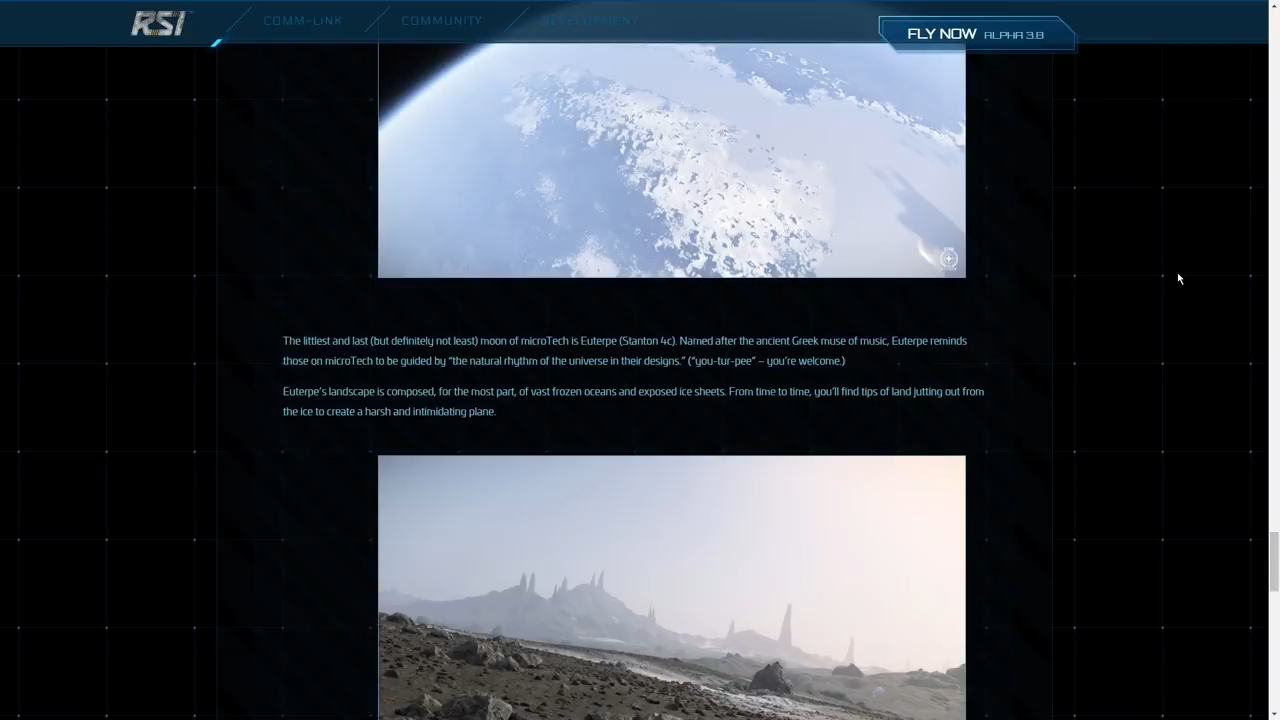 RSI
COMM-LINK
COMMUNITY
DEVELOPMENT
FLY NOW ALPHA 3.8
The littlest and last (but definitely not least) moon of microTech is Euterpe (Stanton 4c). Named after the ancient Greek muse of music, Euterpe reminds
those on microTech to be guided by “the natural rhythm of the universe in their designs.” (“you-tur-pee” – you’re welcome.)
Euterpe’s landscape is composed, for the most part, of vast frozen oceans and exposed ice sheets. From time to time, you’ll find tips of land jutting out from
the ice to create a harsh and intimidating plane.